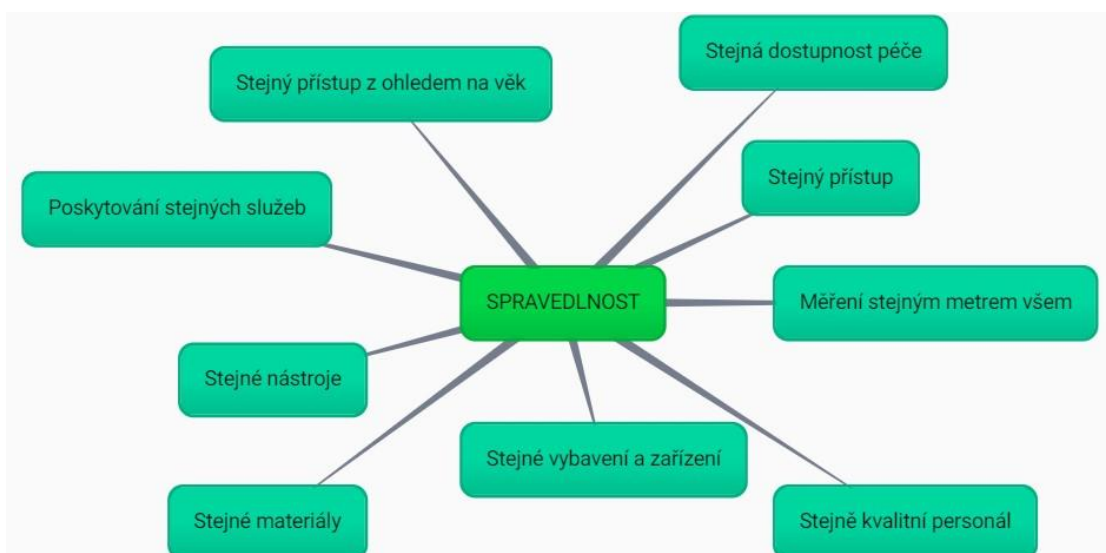 Stejná dostupnost péče
Stejný přístup z ohledem na věk
Stejný přístup
Poskytování stejných služeb
SPRAVEDLNOST
Měření stejným metrem všem
Stejné nástroje
Stejné vybavení a zařízení
Stejné materiály
Stejně kvalitní personál